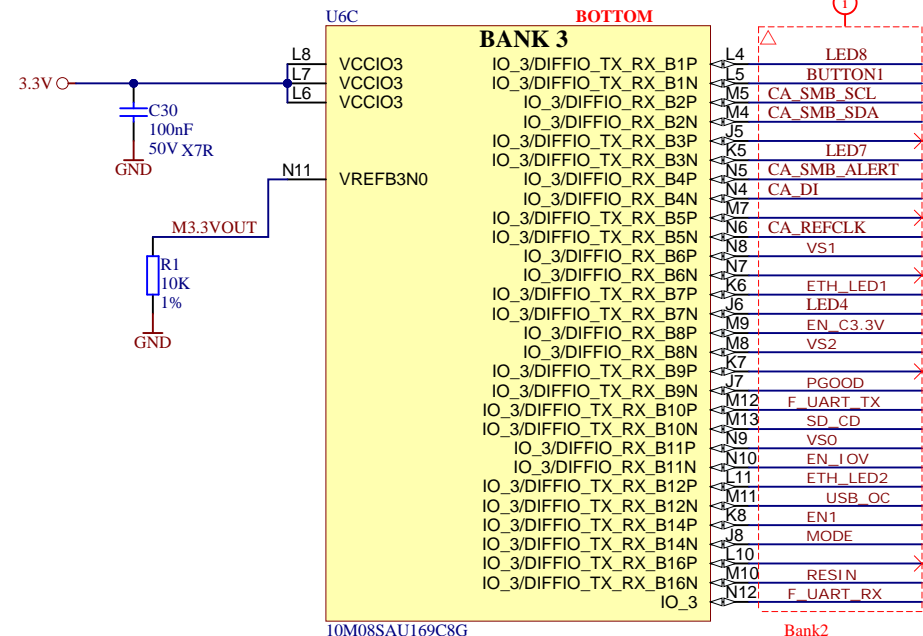 U6C
BOTTOM
1
BANK 3
3.3V
L8 VCCIO3
L7 VCCIO3
L6 VCCIO3
C30
100nF
50V X7R
GND
N11 VREFB3N0
M3.3VOUT
R1
10K
1%
GND
IO_3/DIFFIO_TX_RX_B1P L4 LED8
IO_3/DIFFIO_TX_RX_B1N L5 BUTTON1
IO_3/DIFFIO_TX_RX_B2P M5 CA_SMB_SCL
IO_3/DIFFIO_TX_RX_B2N M4 CA_SMB_SDA
IO_3/DIFFIO_TX_RX_B3P J5
IO_3/DIFFIO_TX_RX_B3N K5 LED7
IO_3/DIFFIO_TX_RX_B4P N5 CA_SMB_ALERT
IO_3/DIFFIO_TX_RX_B4N N4 CA_DI
IO_3/DIFFIO_TX_RX_B5P M7
IO_3/DIFFIO_TX_RX_B5N N6 CA_REFCLK
IO_3/DIFFIO_TX_RX_B6P N8 VS1
IO_3/DIFFIO_TX_RX_B6N N7
IO_3/DIFFIO_TX_RX_B7P K6 ETH_LED1
IO_3/DIFFIO_TX_RX_B7N J6 LED4
IO_3/DIFFIO_TX_RX_B8P M9 EN_C3.3V
IO_3/DIFFIO_TX_RX_B8N M8 VS2
IO_3/DIFFIO_TX_RX_B9P K7
IO_3/DIFFIO_TX_RX_B9N J7 PGOOD
IO_3/DIFFIO_TX_RX_B10P M12 F_UART_TX
IO_3/DIFFIO_TX_RX_B10N M13 SD_CD
IO_3/DIFFIO_TX_RX_B11P N9 VS0
IO_3/DIFFIO_TX_RX_B11N N10 EN_IOV
IO_3/DIFFIO_TX_RX_B12P L11 ETH_LED2
IO_3/DIFFIO_TX_RX_B12N M11 USB_OC
IO_3/DIFFIO_TX_RX_B14P K8 EN1
IO_3/DIFFIO_TX_RX_B14N J8 MODE
IO_3/DIFFIO_TX_RX_B16P L10
IO_3/DIFFIO_TX_RX_B16N M10 RESIN
IO_3 N12 F_UART_RX
10M08SAU169C8G
Bank2